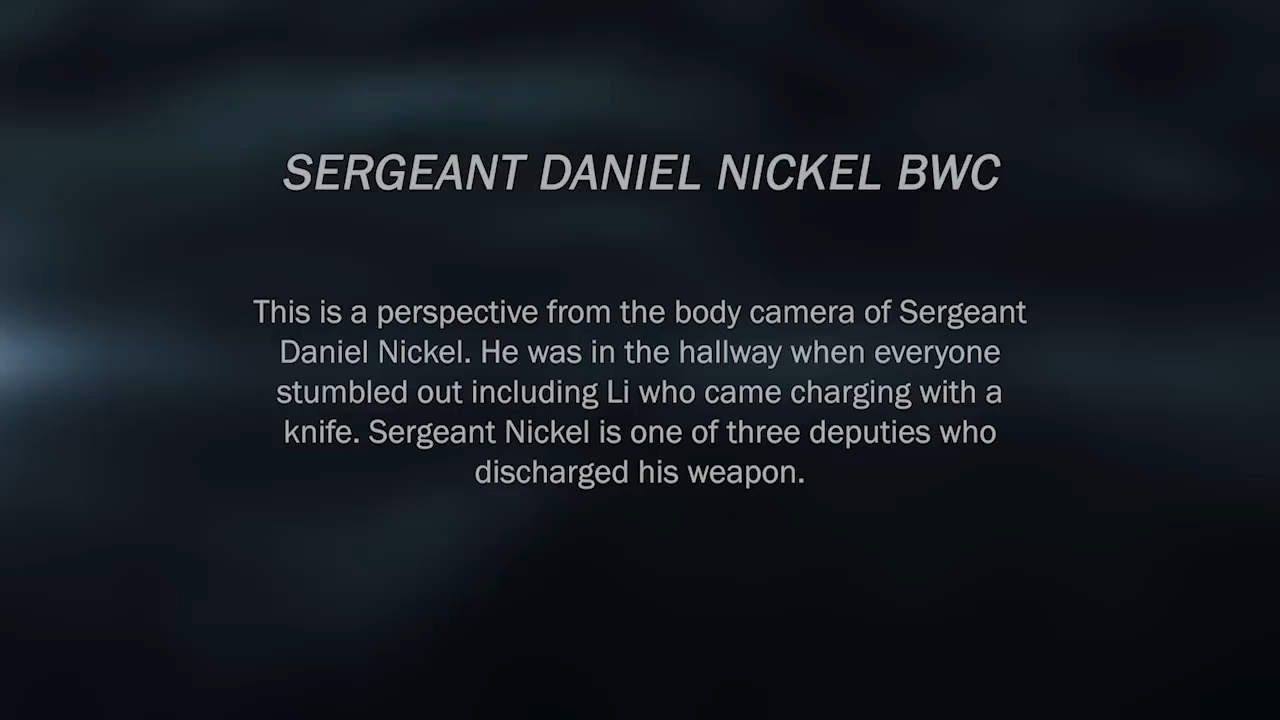 SERGEANT DANIEL NICKEL BWC
This is a perspective from the body camera of Sergeant
Daniel Nickel. He was in the hallway when everyone
stumbled out including Li who came charging with a
knife. Sergeant Nickel is one of three deputies who
discharged his weapon.